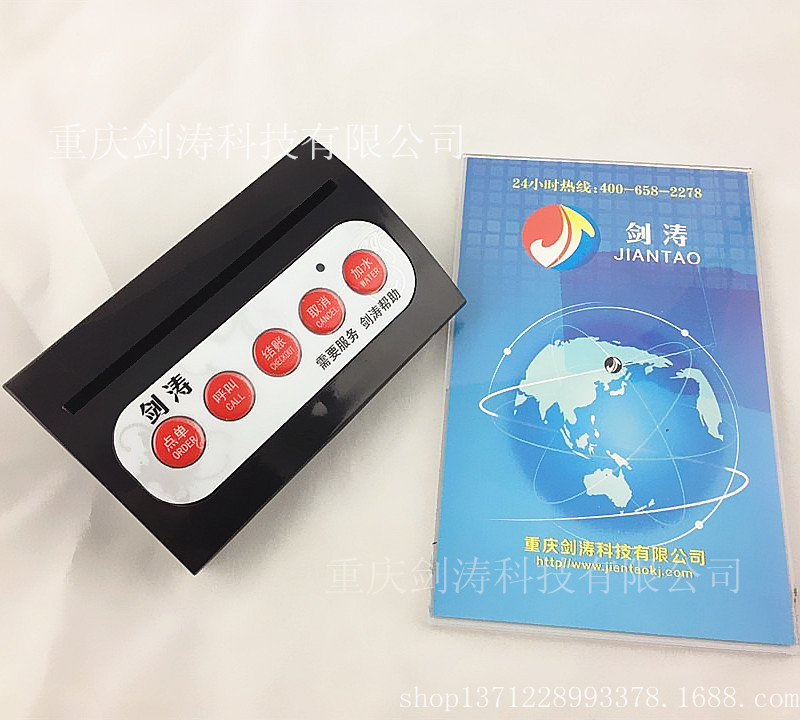 重庆剑涛科技有限公司
剑涛
点单
ORDER
呼叫
CALL
结账
CHECKOUT
取消
CANCEL
加水
WATER
需要服务 剑涛帮助
24小时热线:400-658-2278
剑涛
JIANTAO
重庆剑涛科技有限公司
http//www.jiantaokj.com
重庆剑涛科技有限公司
shop1371228993378.1688.com